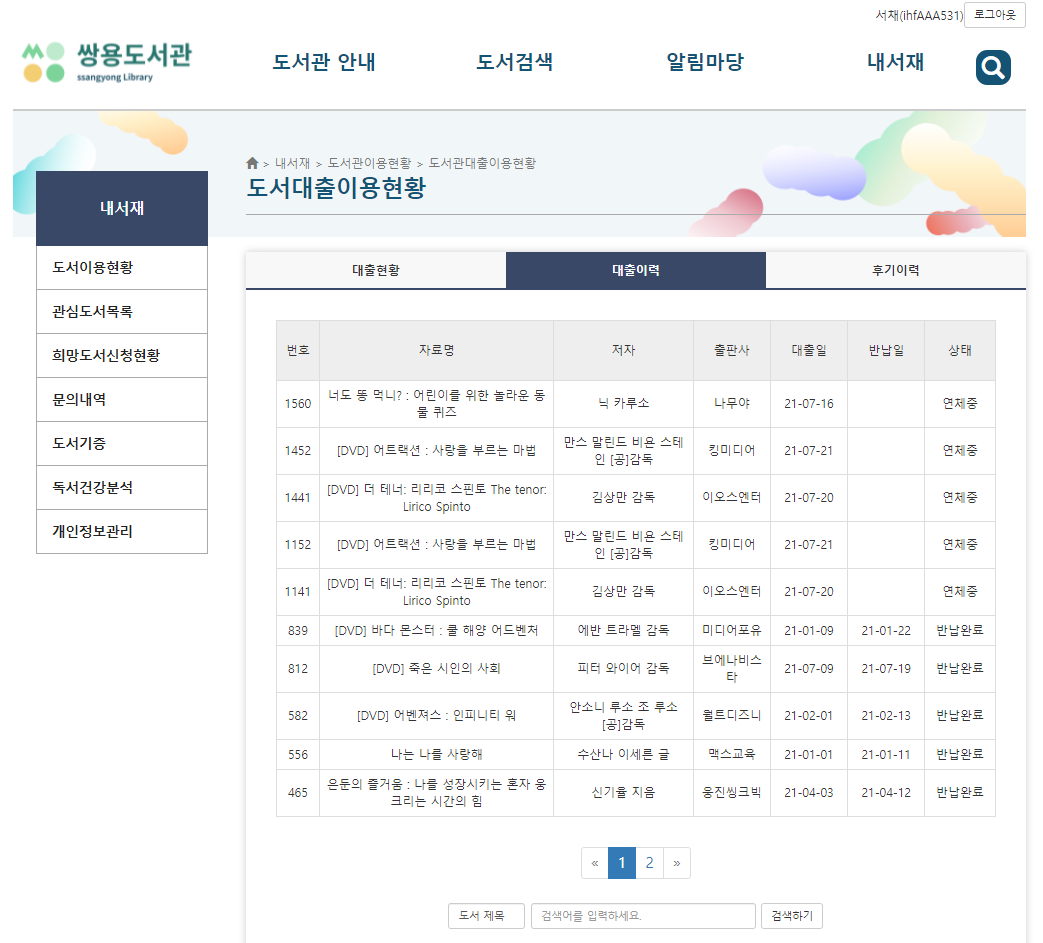 서채(ihfAAA531) 로그아웃
쌍용도서관
ssangyong Library
도서관 안내 도서검색 알림마당 내서재
> 내서재 > 도서관이용현황 > 도서관대출이용현황
도서대출이용현황
내서재
도서이용현황
관심도서목록
희망도서신청현황
문의내역
도서기증
독서건강분석
개인정보관리
대출현황 대출이력 후기이력
번호 자료명 저자 출판사 대출일 반납일 상태
1560 너도 똥 먹니? : 어린이를 위한 놀라운 동물 퀴즈 닉 카루소 나무야 21-07-16 연체중
1452 [DVD] 어트랙션 : 사랑을 부르는 마법 만스 말린드 비욘 스테인 [공]감독 킹미디어 21-07-21 연체중
1441 [DVD] 더 테너: 리리코 스핀토 The tenor: Lirico Spinto 김상만 감독 이오스엔터 21-07-20 연체중
1152 [DVD] 어트랙션 : 사랑을 부르는 마법 만스 말린드 비욘 스테인 [공]감독 킹미디어 21-07-21 연체중
1141 [DVD] 더 테너: 리리코 스핀토 The tenor: Lirico Spinto 김상만 감독 이오스엔터 21-07-20 연체중
839 [DVD] 바다 몬스터 : 쿨 해양 어드벤처 에반 트라멜 감독 미디어포유 21-01-09 21-01-22 반납완료
812 [DVD] 죽은 시인의 사회 피터 와이어 감독 브에나비스타 21-07-09 21-07-19 반납완료
582 [DVD] 어벤져스 : 인피니티 워 안소니 루소 조 루소 [공]감독 월트디즈니 21-02-01 21-02-13 반납완료
556 나는 나를 사랑해 수산나 이세른 글 맥스교육 21-01-01 21-01-11 반납완료
465 은둔의 즐거움 : 나를 성장시키는 혼자 웅크리는 시간의 힘 신기율 지음 웅진씽크빅 21-04-03 21-04-12 반납완료
« 1 2 »
도서 제목 검색어를 입력하세요. 검색하기